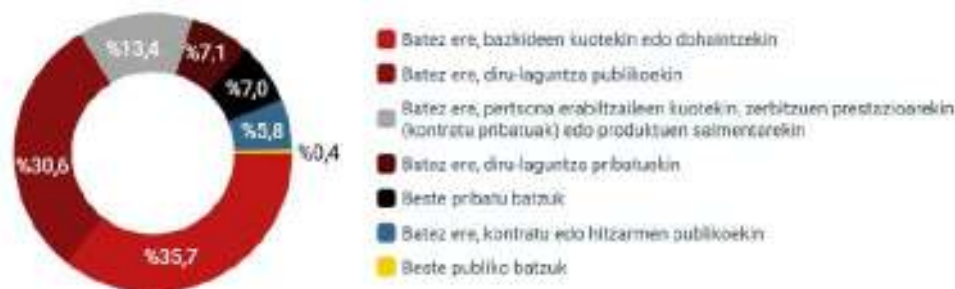 %13,4
%7,1
%7,0
%5,8
%0,4
%30,6
%35,7
Batez ere, bazkideen kuotekin edo dohaintzekin
Batez ere, diru-laguntza publikoekin
Batez ere, pertsona erabiltzaileen kuotekin, zerbitzuen prestazioarekin
(kontratu pribatuak) edo produktuen salmentarekin
Batez ere, diru-laguntza pribatuekin
Beste pribatu batzuk
Batez ere, kontratu edo hitzarmen publikoekin
Beste publiko batzuk